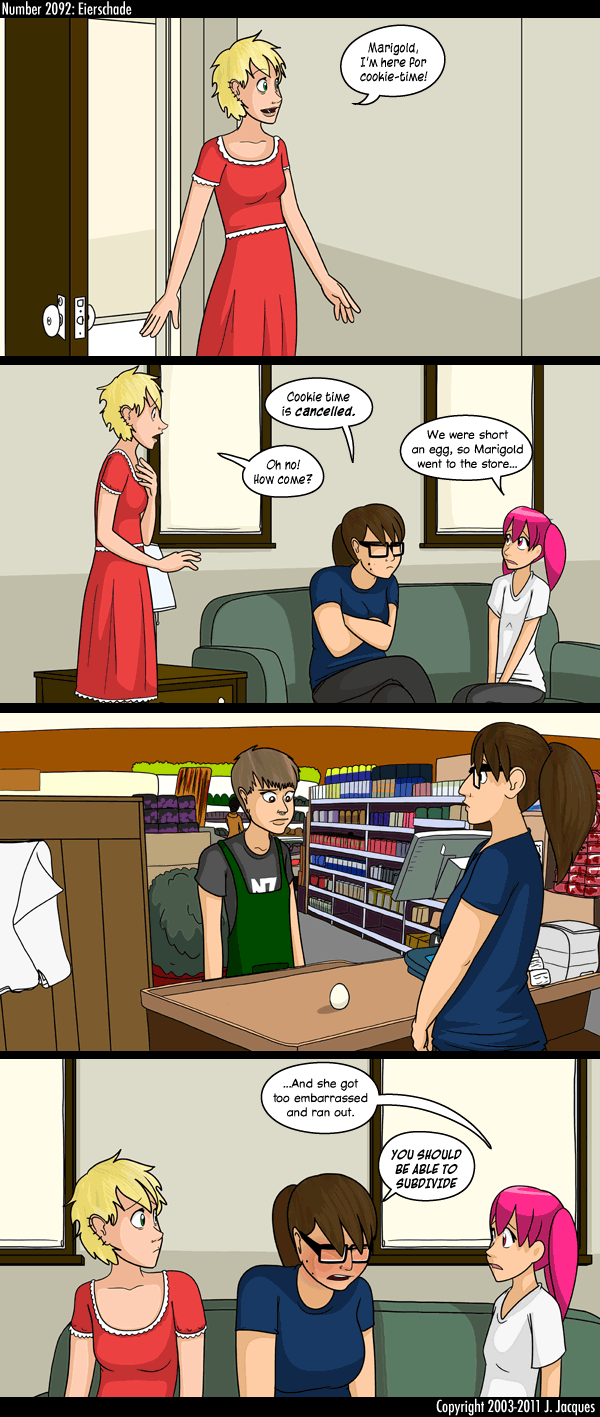 Number 2092: Eierschade
Marigold,
I'm here for
cookie-time!
Cookie time
is cancelled.
Oh no!
How come?
We were short
an egg, so Marigold
went to the store...
N7
...And she got
too embarrassed
and ran out.
YOU SHOULD
BE ABLE TO
SUBDIVIDE
Copyright 2003-2011 J. Jacques